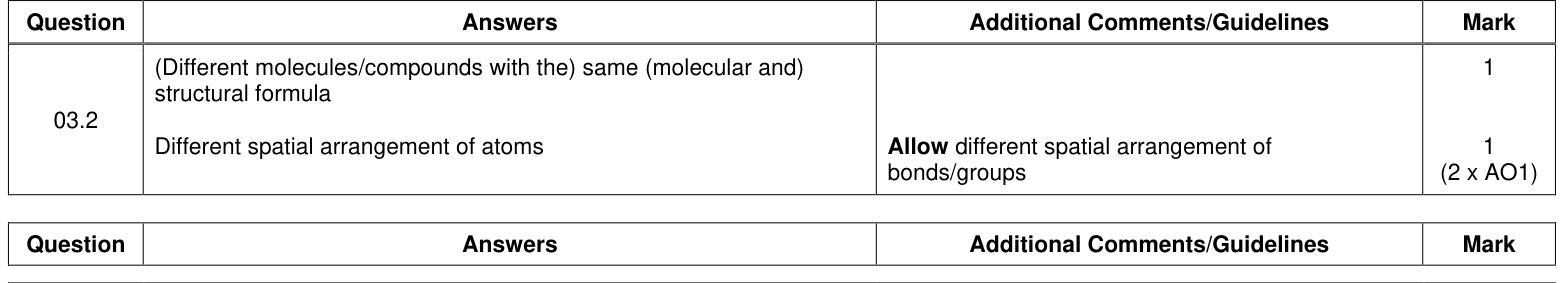 Question Answers Additional Comments/Guidelines Mark
(Different molecules/compounds with the) same (molecular and) 1
structural formula
03.2
Different spatial arrangement of atoms Allow different spatial arrangement of 1
bonds/groups (2 x AO1)
Question Answers Additional Comments/Guidelines Mark